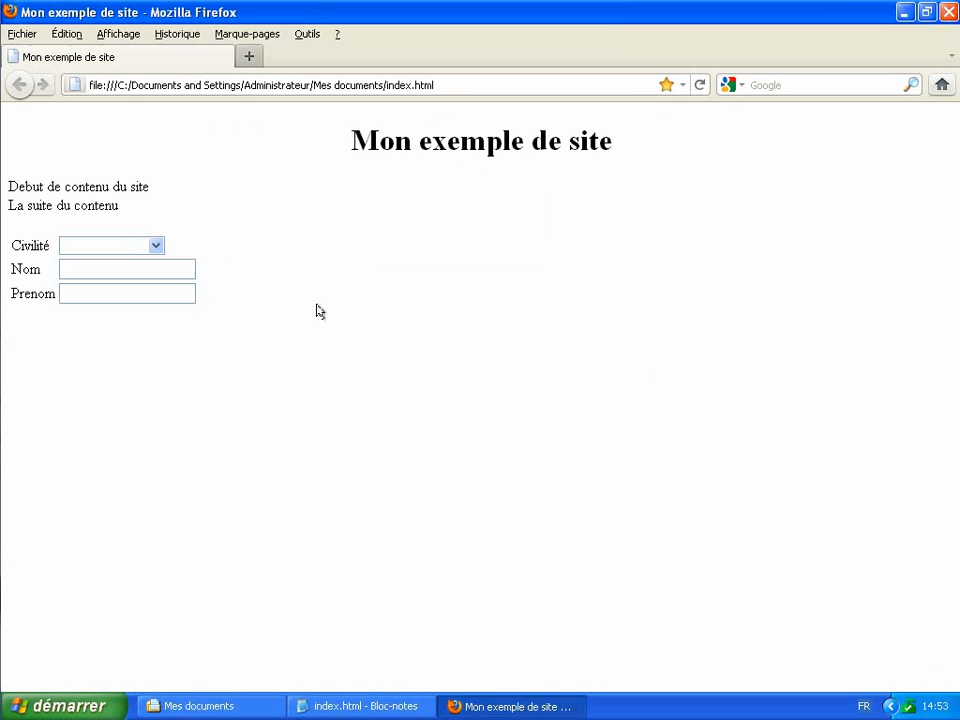 Mon exemple de site - Mozilla Firefox
Fichier Édition Affichage Historique Marque-pages Outils ?
Mon exemple de site
file:///C:/Documents and Settings/Administrateur/Mes documents/index.html
Google
Mon exemple de site
Debut de contenu du site
La suite du contenu
Civilité
Nom
Prenom
démarrer
Mes documents
index.html - Bloc-notes
Mon exemple de site ...
FR
14:53